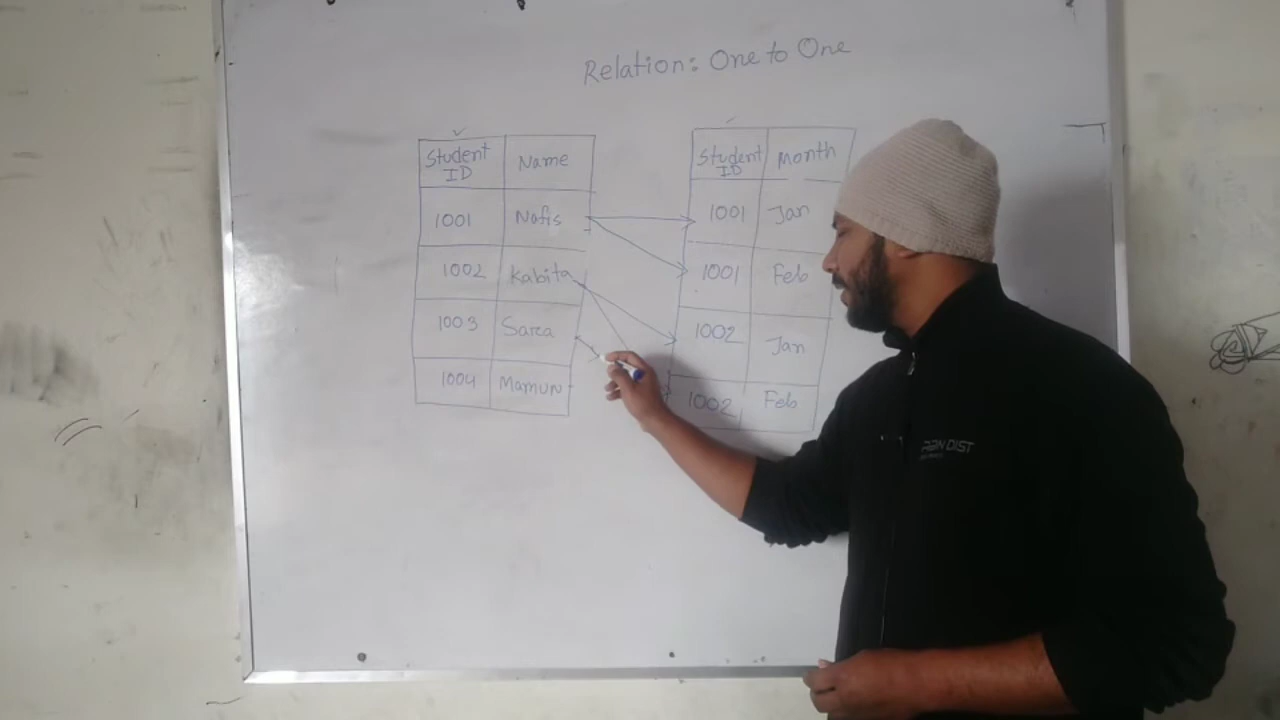 Relation: One to One
Student ID Name
1001 Nafis
1002 Kabita
1003 Sara
1004 Mamun
Student ID Month
1001 Jan
1001 Feb
1002 Jan
1002 Feb
DIST